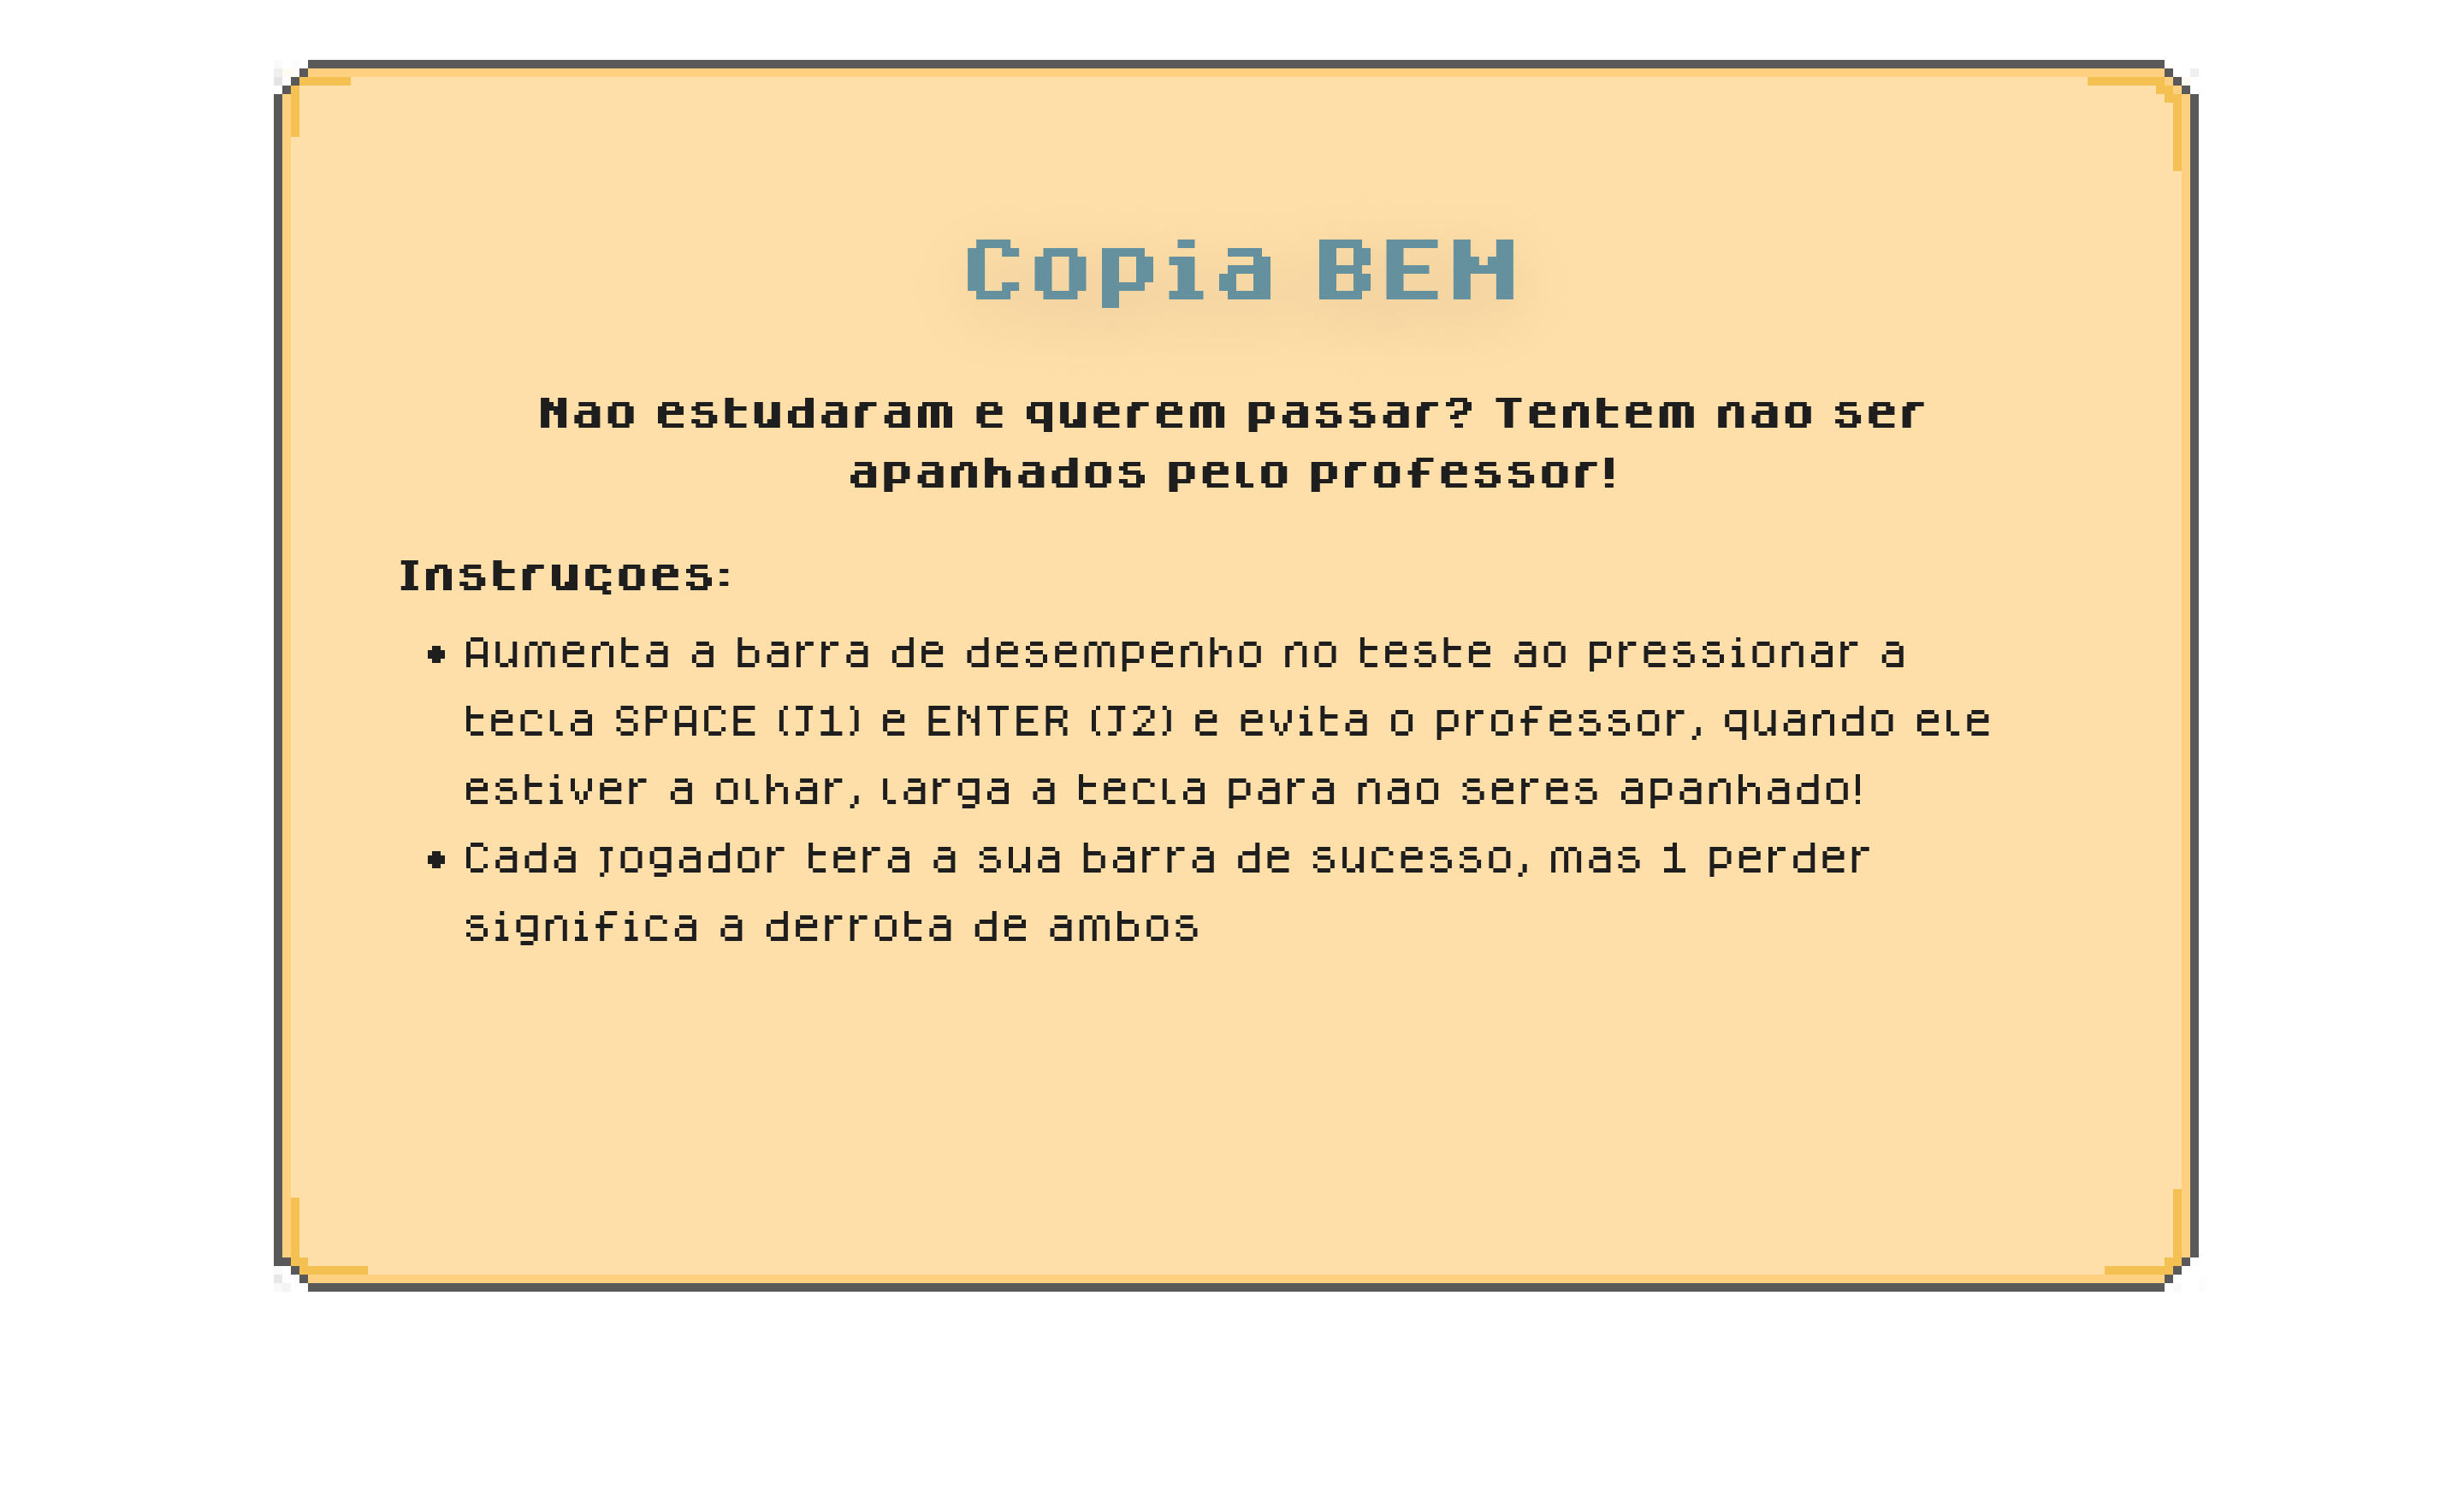 Copia BEM
Nao estudaram e querem passar? Tentem nao ser
apanhados pelo professor!
Instruçoes:
• Aumenta a barra de desempenho no teste ao pressionar a
tecla SPACE (J1) e ENTER (J2) e evita o professor, quando ele
estiver a olhar, larga a tecla para nao seres apanhado!
• Cada jogador tera a sua barra de sucesso, mas 1 perder
significa a derrota de ambos